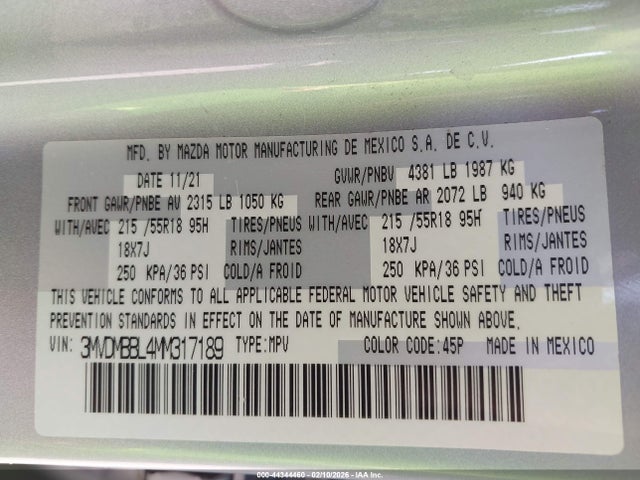 MFD. BY MAZDA MOTOR MANUFACTURING DE MEXICO S.A. DE C.V.
DATE 11/21 GVWR/PNBV 4381 LB 1987 KG
FRONT GAWR/PNBE AV 2315 LB 1050 KG REAR GAWR/PNBE AR 2072 LB 940 KG
WITH/AVEC 215 /55R18 95H TIRES/PNEUS WITH/AVEC 215 /55R18 95H TIRES/PNEUS
18X7J RIMS/JANTES 18X7J RIMS/JANTES
250 KPA/36 PSI COLD/A FROID 250 KPA/36 PSI COLD/A FROID
THIS VEHICLE CONFORMS TO ALL APPLICABLE FEDERAL MOTOR VEHICLE SAFETY AND THEFT
PREVENTION STANDARDS IN EFFECT ON THE DATE OF MANUFACTURE SHOWN ABOVE.
VIN: 3MVDMBBL4MM317189 TYPE:MPV COLOR CODE:45P MADE IN MEXICO
000-44344460 - 02/10/2026 - IAA Inc.